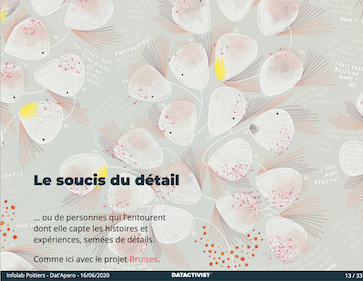 Le soucis du détail
... ou de personnes qui l'entourent
dont elle capte les histoires et
expériences, semées de détails.
Comme ici avec le projet Bruises.
Infolab Poitiers - Dat'Apero - 16/06/2020
DATACTIVIST
13 / 33